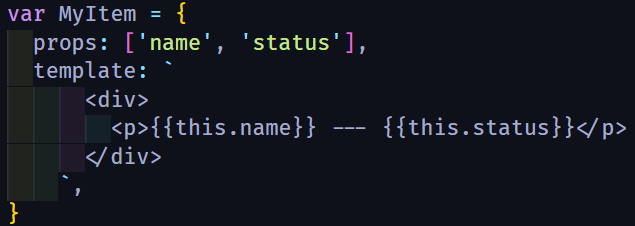 var MyItem = {
  props: ['name', 'status'],
  template: `
      <div>
        <p>{{this.name}} --- {{this.status}}</p>
      </div>
    `,
}